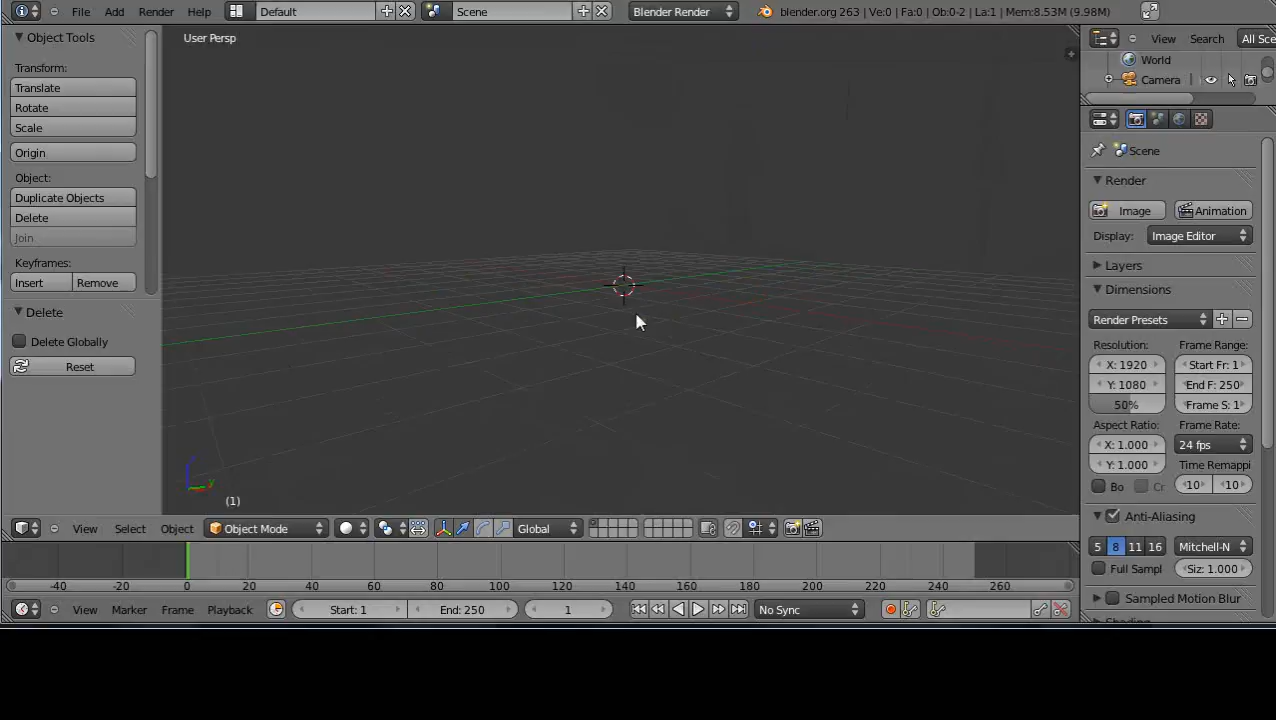 File Add Render Help Default Scene Blender Render blender.org 263 | Ve:0 | Fa:0 | Ob:0-2 | La:1 | Mem:8.53M (9.98M)
Object Tools
Transform:
Translate
Rotate
Scale
Origin
Object:
Duplicate Objects
Delete
Join
Keyframes:
Insert Remove
Delete
Delete Globally
Reset
User Persp
(1)
View Select Object Object Mode Global
-40 -20 0 20 40 60 80 100 120 140 160 180 200 220 240 260
View Marker Frame Playback Start: 1 End: 250 1 No Sync
View Search All Sce
World
Camera
Scene
Render
Image Animation
Display: Image Editor
Layers
Dimensions
Render Presets
Resolution: Frame Range:
X: 1920 Start Fr: 1
Y: 1080 End F: 250
50% Frame S: 1
Aspect Ratio: Frame Rate:
X: 1.000 24 fps
Y: 1.000 Time Remappi
Bo Cr 10 10
Anti-Aliasing
5 8 11 16 Mitchell-N
Full Sampl Siz: 1.000
Sampled Motion Blur